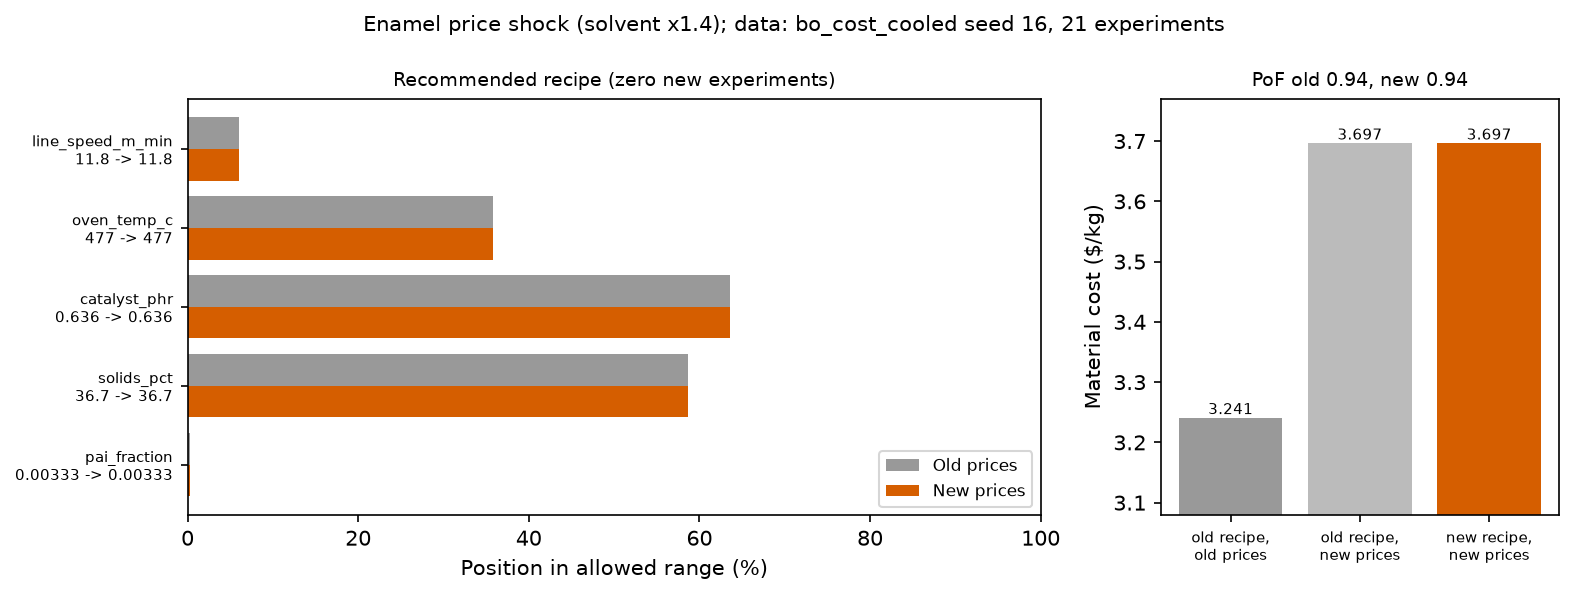 Enamel price shock (solvent x1.4); data: bo_cost_cooled seed 16, 21 experiments
Recommended recipe (zero new experiments)
line_speed_m_min
11.8 -> 11.8
oven_temp_c
477 -> 477
catalyst_phr
0.636 -> 0.636
solids_pct
36.7 -> 36.7
pai_fraction
0.00333 -> 0.00333
Old prices
New prices
0 20 40 60 80 100
Position in allowed range (%)
PoF old 0.94, new 0.94
Material cost ($/kg)
3.7
3.6
3.5
3.4
3.3
3.2
3.1
3.241
3.697
3.697
old recipe,
old prices
old recipe,
new prices
new recipe,
new prices